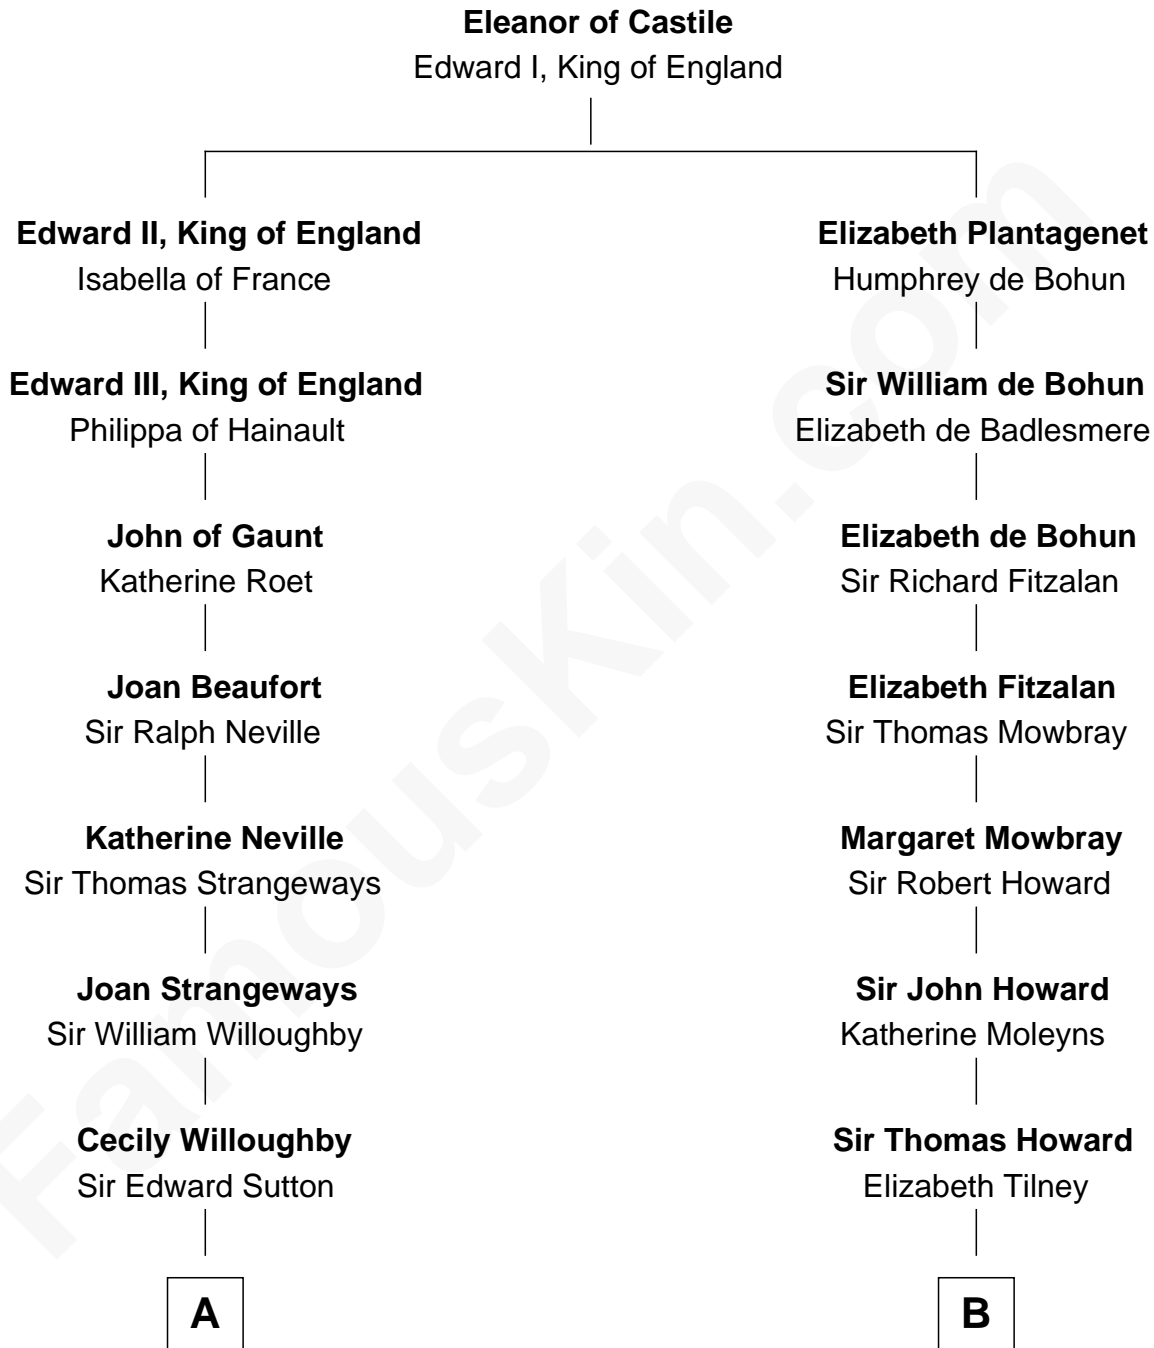 Eleanor of Castile
Edward I, King of England
Edward II, King of England
Isabella of France
Edward III, King of England
Philippa of Hainault
John of Gaunt
Katherine Roet
Joan Beaufort
Sir Ralph Neville
Katherine Neville
Sir Thomas Strangeways
Joan Strangeways
Sir William Willoughby
Cecily Willoughby
Sir Edward Sutton
A
Elizabeth Plantagenet
Humphrey de Bohun
Sir William de Bohun
Elizabeth de Badlesmere
Elizabeth de Bohun
Sir Richard Fitzalan
Elizabeth Fitzalan
Sir Thomas Mowbray
Margaret Mowbray
Sir Robert Howard
Sir John Howard
Katherine Moleyns
Sir Thomas Howard
Elizabeth Tilney
B
FamousKin.com